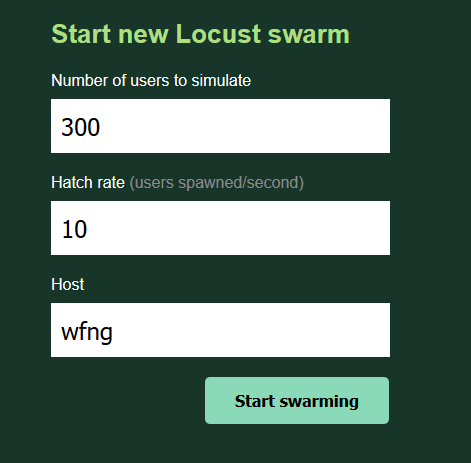 Start new Locust swarm
Number of users to simulate
300
Hatch rate (users spawned/second)
10
Host
wfng
Start swarming